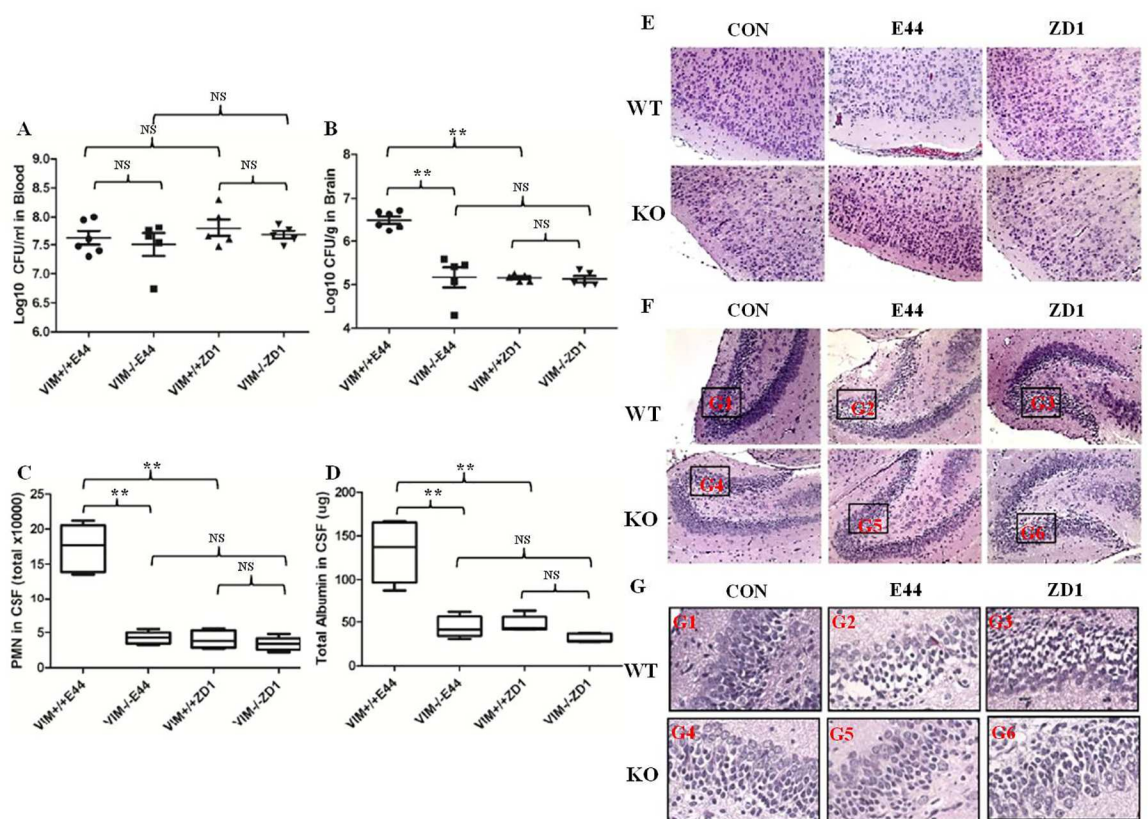 A
NS
NS
NS
NS
Log10 CFU/ml in Blood
9.0
8.5
8.0
7.5
7.0
6.5
6.0
VIM+/+E44
VIM-/-E44
VIM+/+ZD1
VIM-/-ZD1
B
**
**
NS
NS
Log10 CFU/g in Brain
8
7
6
5
4
VIM+/+E44
VIM-/-E44
VIM+/+ZD1
VIM-/-ZD1
C
**
**
NS
NS
PMN in CSF (total x10000)
25
20
15
10
5
0
VIM+/+E44
VIM-/-E44
VIM+/+ZD1
VIM-/-ZD1
D
**
**
NS
NS
Total Albumin in CSF (ug)
200
150
100
50
0
VIM+/+E44
VIM-/-E44
VIM+/+ZD1
VIM-/-ZD1
E
CON E44 ZD1
WT
KO
F
CON E44 ZD1
WT
G1 G2 G3
KO
G4 G5 G6
G
CON E44 ZD1
WT
G1 G2 G3
KO
G4 G5 G6